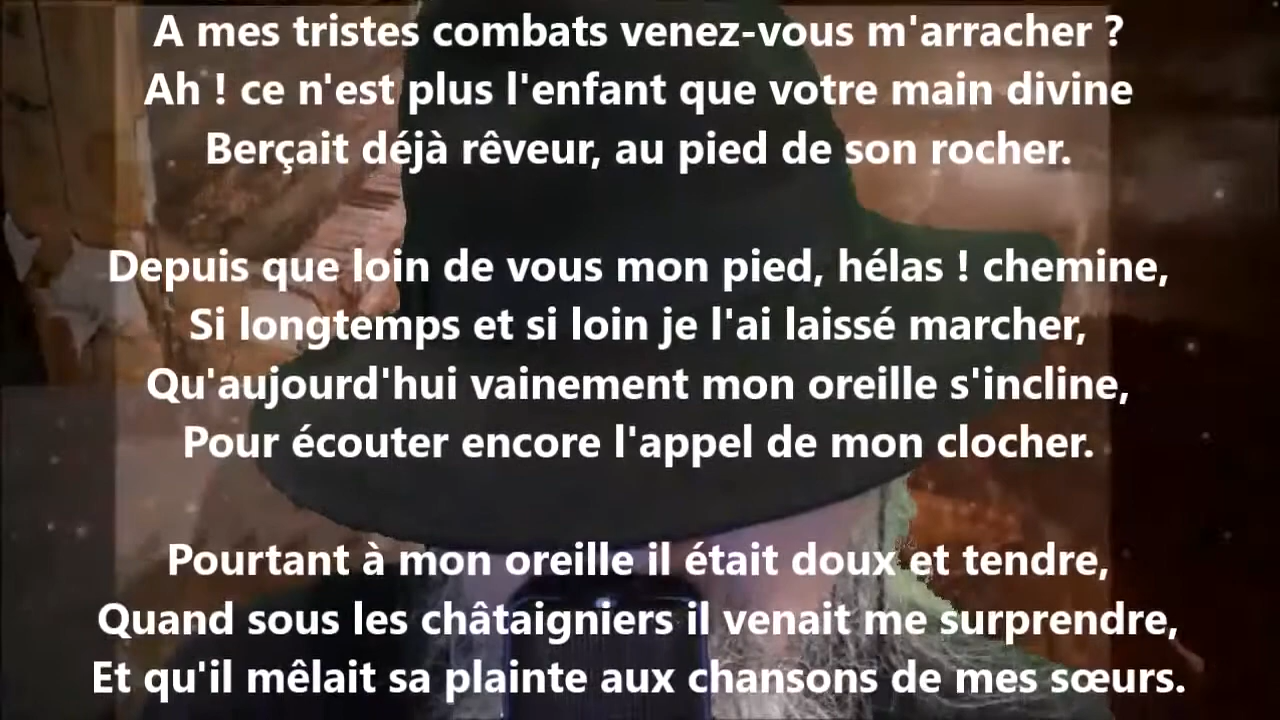 A mes tristes combats venez-vous m'arracher ?
Ah ! ce n'est plus l'enfant que votre main divine
Berçait déjà rêveur, au pied de son rocher.
Depuis que loin de vous mon pied, hélas ! chemine,
Si longtemps et si loin je l'ai laissé marcher,
Qu'aujourd'hui vainement mon oreille s'incline,
Pour écouter encore l'appel de mon clocher.
Pourtant à mon oreille il était doux et tendre,
Quand sous les châtaigniers il venait me surprendre,
Et qu'il mêlait sa plainte aux chansons de mes sœurs.